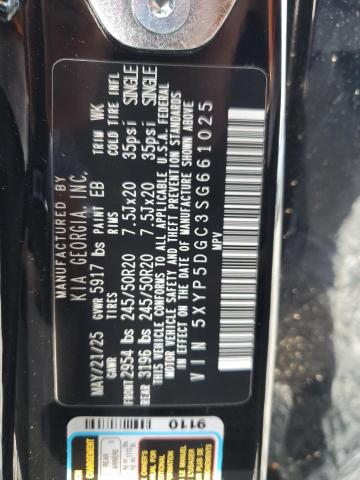 MANUFACTURED BY
KIA GEORGIA, INC.
MAY/21/25 GVWR 5917 lbs PAINT EB TRIM WK
GAWR TIRES RIMS COLD TIRE INFL
FRONT 2954 lbs 245/50R20 7.5Jx20 35psi SINGLE
REAR 3196 lbs 245/50R20 7.5Jx20 35psi SINGLE
THIS VEHICLE CONFORMS TO ALL APPLICABLE U.S.A. FEDERAL
MOTOR VEHICLE SAFETY AND THEFT PREVENTION STANDARDS
IN EFFECT ON THE DATE OF MANUFACTURE SHOWN ABOVE
VIN 5XYP5DGC3SG661025
MPV
9110
REAR